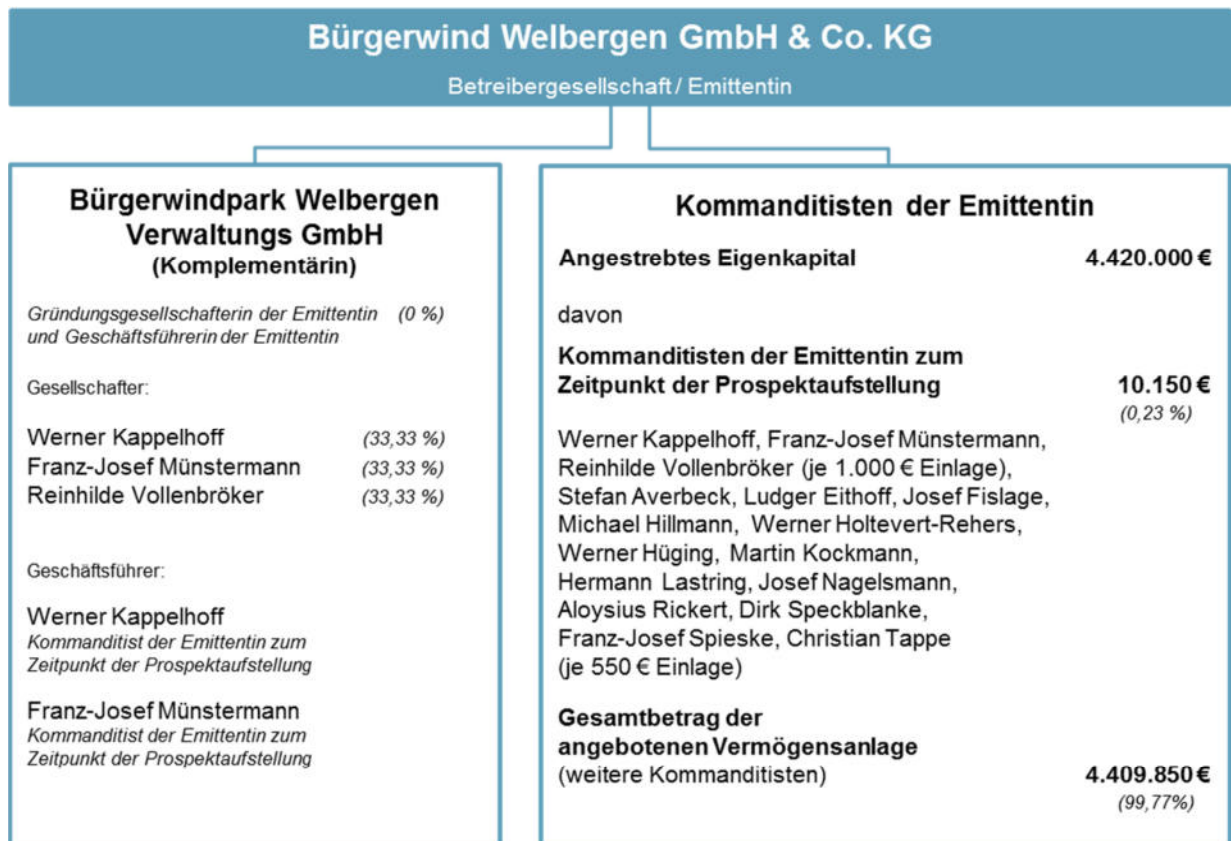 Bürgerwind Welbergen GmbH & Co. KG
Betreibergesellschaft / Emittentin
Bürgerwindpark Welbergen
Verwaltungs GmbH
(Komplementärin)
Gründungsgesellschafterin der Emittentin (0 %)
und Geschäftsführerin der Emittentin
Gesellschafter:
Werner Kappelhoff (33,33 %)
Franz-Josef Münstermann (33,33 %)
Reinhilde Vollenbröker (33,33 %)
Geschäftsführer:
Werner Kappelhoff
Kommanditist der Emittentin zum
Zeitpunkt der Prospektaufstellung
Franz-Josef Münstermann
Kommanditist der Emittentin zum
Zeitpunkt der Prospektaufstellung
Kommanditisten der Emittentin
Angestrebtes Eigenkapital 4.420.000 €
davon
Kommanditisten der Emittentin zum
Zeitpunkt der Prospektaufstellung 10.150 €
(0,23 %)
Werner Kappelhoff, Franz-Josef Münstermann,
Reinhilde Vollenbröker (je 1.000 € Einlage),
Stefan Averbeck, Ludger Eithoff, Josef Fislage,
Michael Hillmann, Werner Holtevert-Rehers,
Werner Hüging, Martin Kockmann,
Hermann Lastring, Josef Nagelsmann,
Aloysius Rickert, Dirk Speckblanke,
Franz-Josef Spieske, Christian Tappe
(je 550 € Einlage)
Gesamtbetrag der
angebotenen Vermögensanlage
(weitere Kommanditisten) 4.409.850 €
(99,77%)